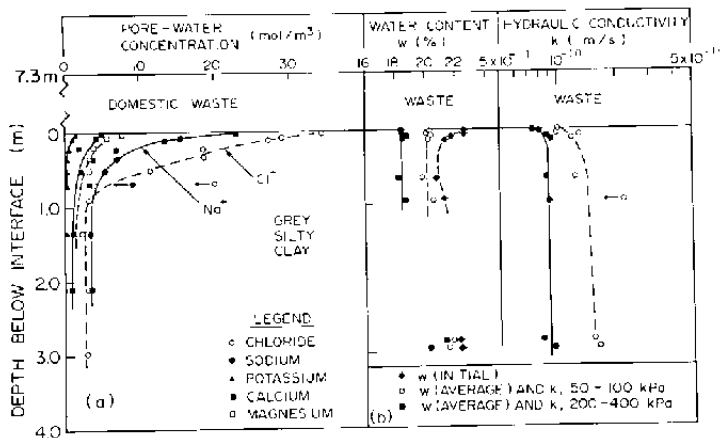 PORE-WATER
CONCENTRATION (mol/m³)
0 10 20 30
WATER CONTENT
w (%)
16 18 20 22
HYDRAULIC CONDUCTIVITY
k (m/s)
10⁻¹⁰
7.3m
DOMESTIC WASTE
WASTE
WASTE
0
1.0
2.0
3.0
4.0
DEPTH BELOW INTERFACE (m)
Na⁺
Cl⁻
GREY
SILTY
CLAY
LEGEND
○ CHLORIDE
● SODIUM
▲ POTASSIUM
■ CALCIUM
□ MAGNESIUM
(a)
(b)
◆ w (INITIAL)
○ w (AVERAGE) AND k, 50-100 kPa
■ w (AVERAGE) AND k, 200-400 kPa